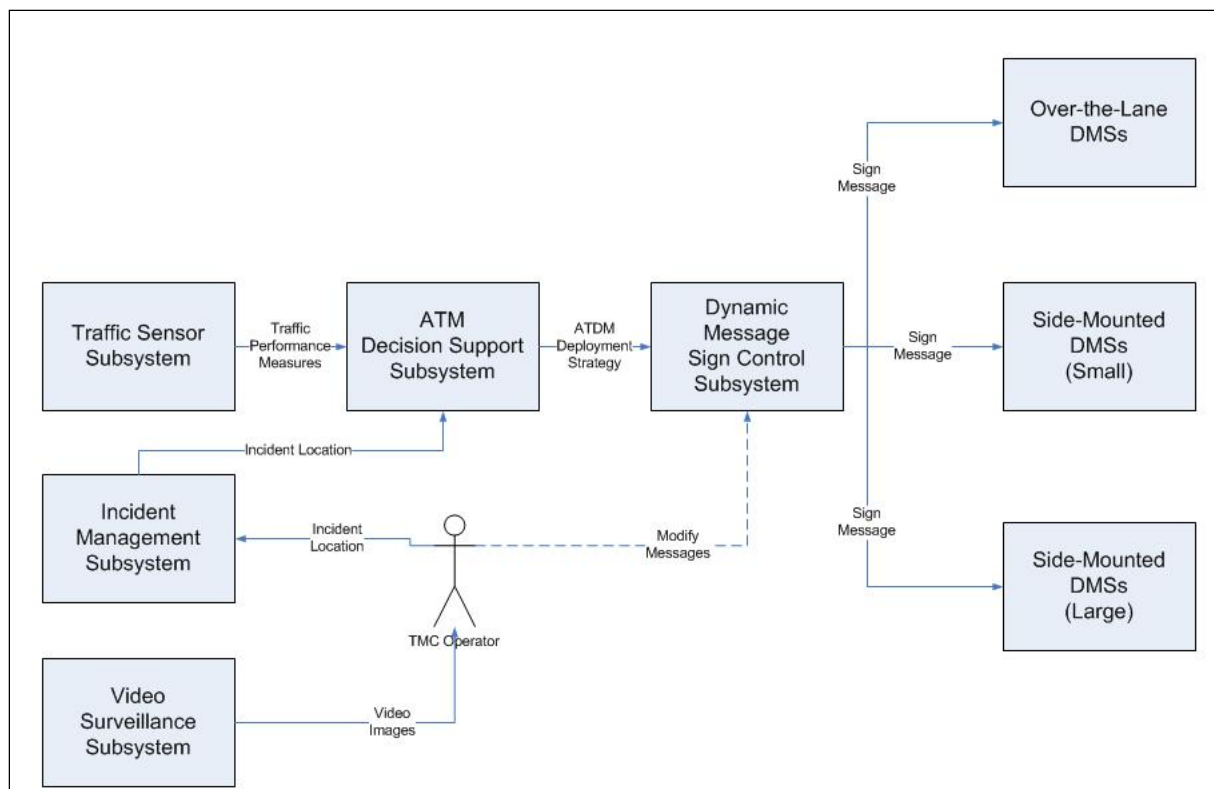 Over-the-Lane
DMSs
Sign
Message
Traffic Sensor
Subsystem
Traffic
Performance
Measures
ATM
Decision Support
Subsystem
ATDM
Deployment
Strategy
Dynamic
Message
Sign Control
Subsystem
Sign
Message
Side-Mounted
DMSs
(Small)
Incident Location
Incident
Management
Subsystem
Incident
Location
TMC Operator
Modify
Messages
Sign
Message
Side-Mounted
DMSs
(Large)
Video
Surveillance
Subsystem
Video
Images